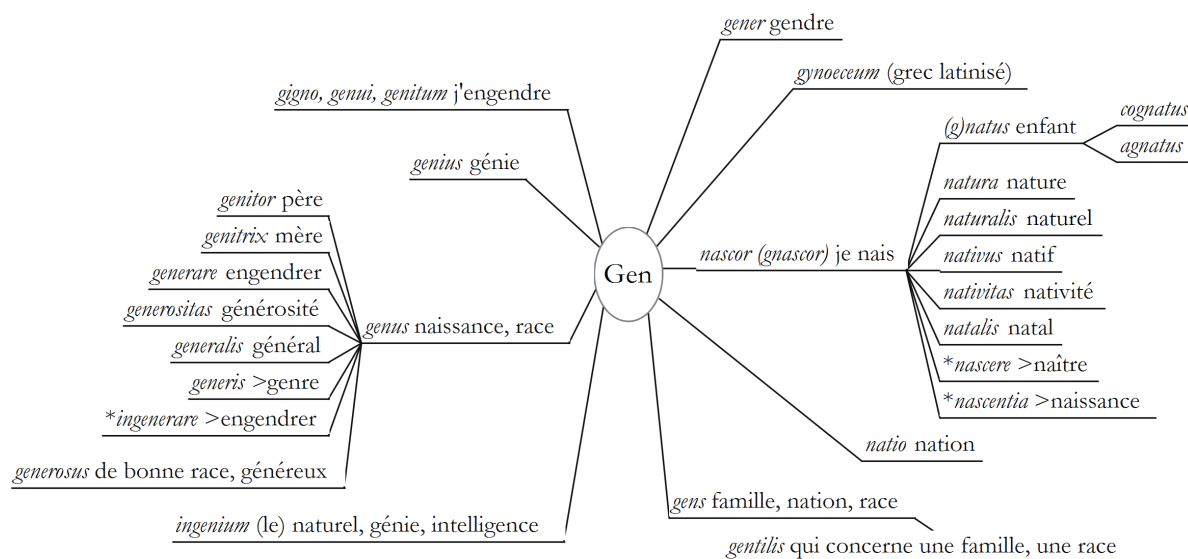 gener gendre
gynoeceum (grec latinisé)
gigno, genui, genitum j'engendre
cognatus
(g)natus enfant
agnatus
genius génie
natura nature
genitor père
naturalis naturel
genitrix mère
nascor (gnascor) je nais
nativus natif
Gen
generare engendrer
nativitas nativité
generositas générosité
genus naissance, race
natalis natal
generalis général
*nascere >naître
generis >genre
*nascentia >naissance
*ingenerare >engendrer
natio nation
generosus de bonne race, généreux
gens famille, nation, race
ingenium (le) naturel, génie, intelligence
gentilis qui concerne une famille, une race